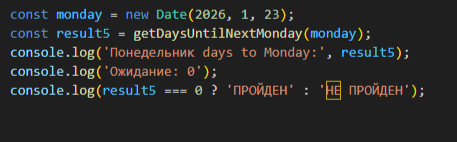 const monday = new Date(2026, 1, 23);
const result5 = getDaysUntilNextMonday(monday);
console.log('Понедельник days to Monday:', result5);
console.log('Ожидание: 0');
console.log(result5 === 0 ? 'ПРОЙДЕН' : 'НЕ ПРОЙДЕН');